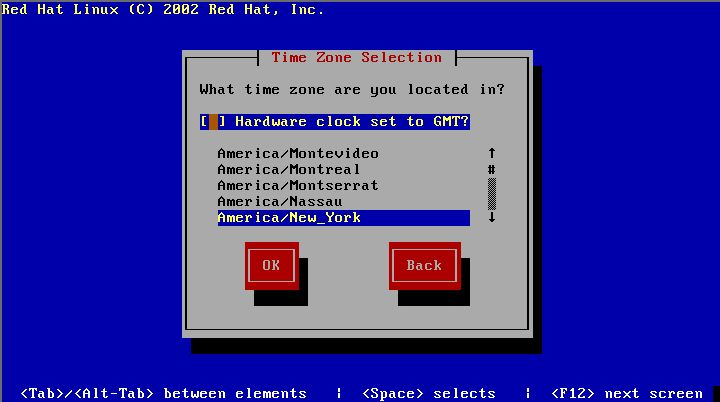 Red Hat Linux (C) 2002 Red Hat, Inc.
Time Zone Selection
What time zone are you located in?
[ ] Hardware clock set to GMT?
America/Montevideo ↑
America/Montreal #
America/Montserrat
America/Nassau
America/New_York ↓
OK Back
<Tab>/<Alt-Tab> between elements | <Space> selects | <F12> next screen